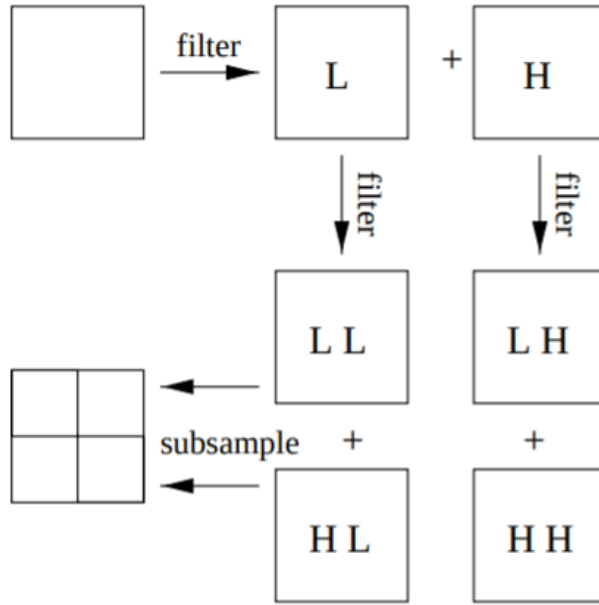 filter
L + H
filter filter
L L L H
subsample + +
H L H H